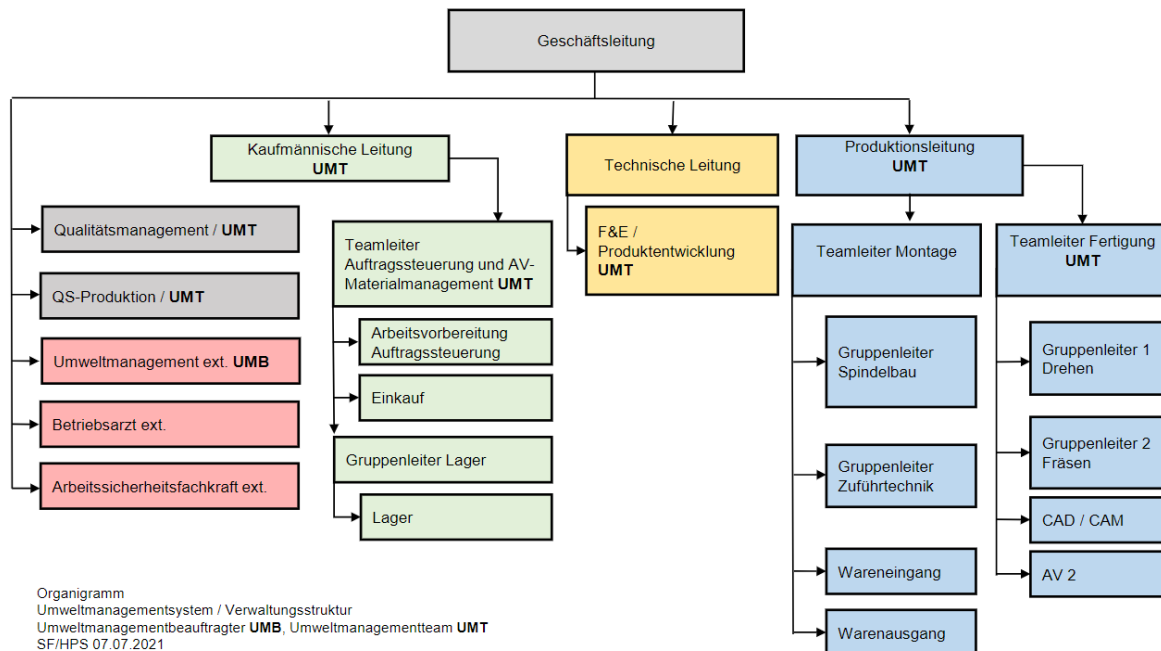 Geschäftsleitung
Kaufmännische Leitung
UMT
Technische Leitung
Produktionsleitung
UMT
Qualitätsmanagement / UMT
QS-Produktion / UMT
Umweltmanagement ext. UMB
Betriebsarzt ext.
Arbeitssicherheitsfachkraft ext.
Teamleiter
Auftragssteuerung und AV-
Materialmanagement UMT
Arbeitsvorbereitung
Auftragssteuerung
Einkauf
Gruppenleiter Lager
Lager
F&E /
Produktentwicklung
UMT
Teamleiter Montage
Gruppenleiter
Spindelbau
Gruppenleiter
Zuführtechnik
Wareneingang
Warenausgang
Teamleiter Fertigung
UMT
Gruppenleiter 1
Drehen
Gruppenleiter 2
Fräsen
CAD / CAM
AV 2
Organigramm
Umweltmanagementsystem / Verwaltungsstruktur
Umweltmanagementbeauftragter UMB, Umweltmanagementteam UMT
SF/HPS 07.07.2021